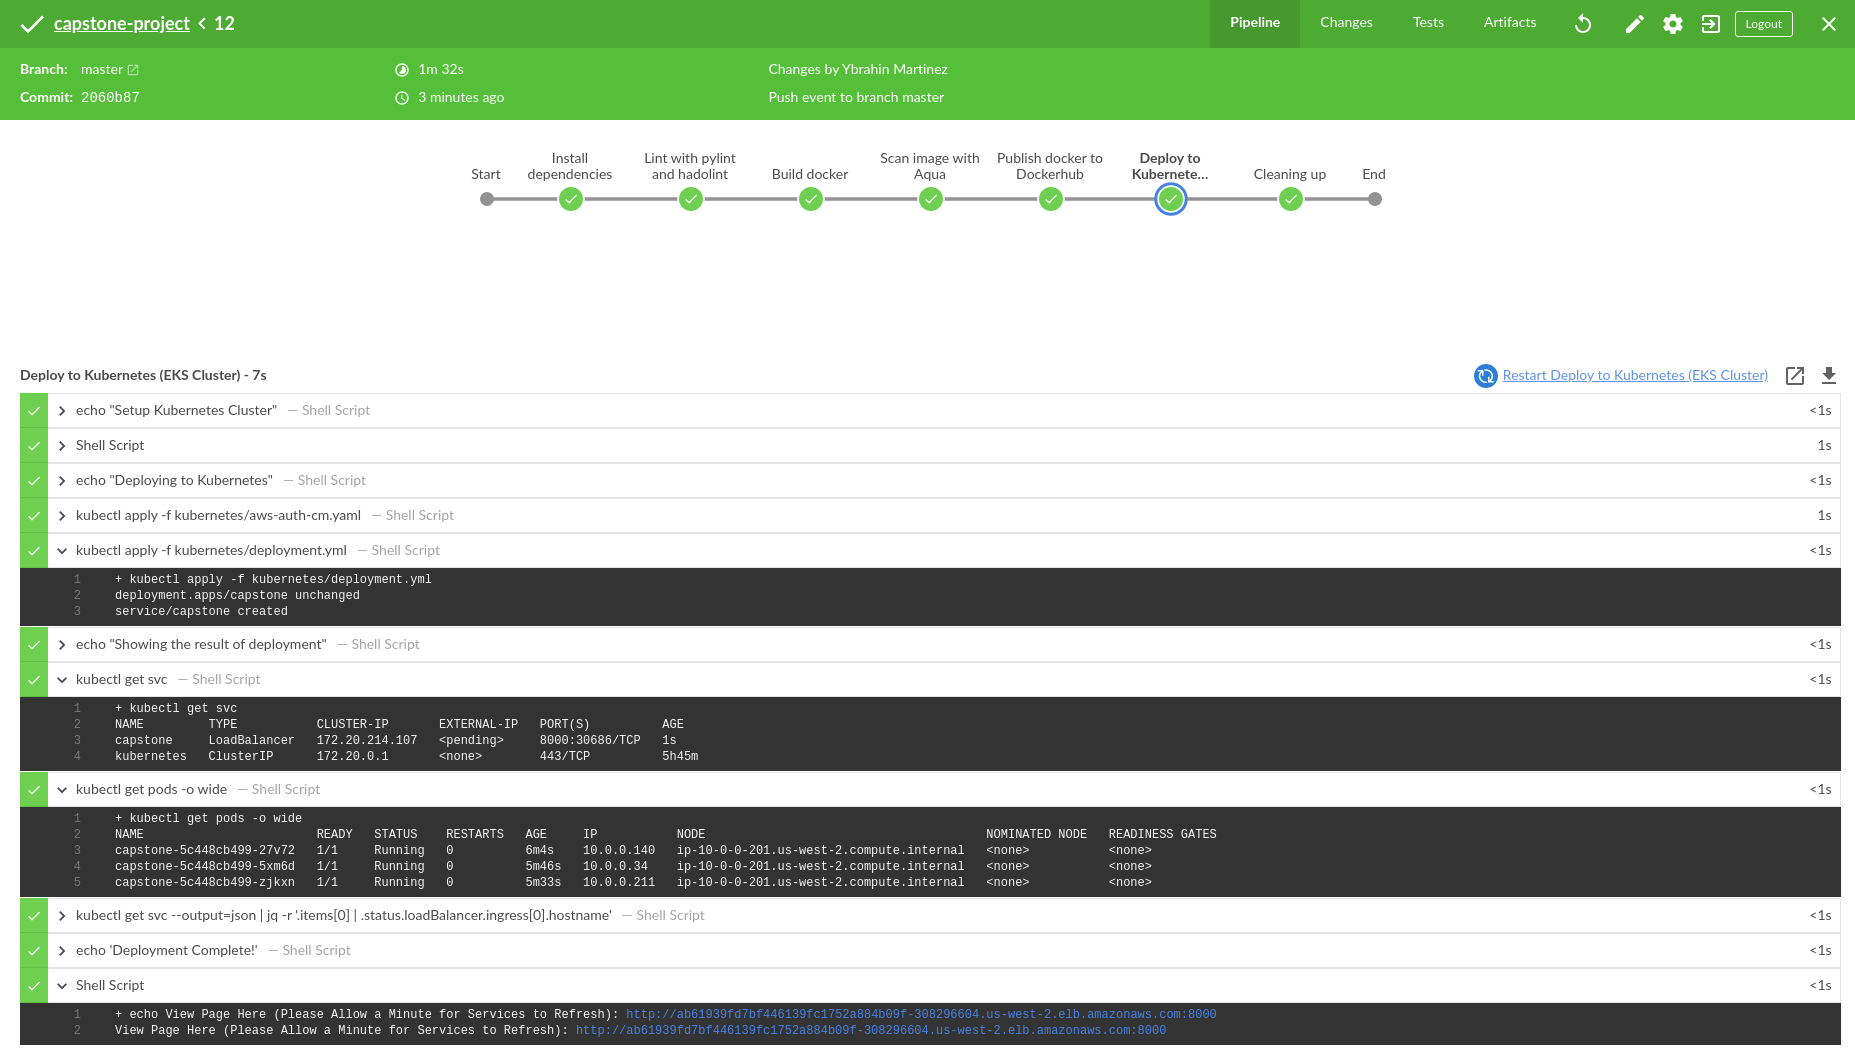 capstone-project < 12
Pipeline Changes Tests Artifacts Logout
Branch: master 1m 32s Changes by Ybrahin Martinez
Commit: 2060b87 3 minutes ago Push event to branch master
Start
Install dependencies
Lint with pylint and hadolint
Build docker
Scan image with Aqua
Publish docker to Dockerhub
Deploy to Kubernete...
Cleaning up
End
Deploy to Kubernetes (EKS Cluster) - 7s Restart Deploy to Kubernetes (EKS Cluster)
echo "Setup Kubernetes Cluster" — Shell Script <1s
Shell Script 1s
echo "Deploying to Kubernetes" — Shell Script <1s
kubectl apply -f kubernetes/aws-auth-cm.yaml — Shell Script 1s
kubectl apply -f kubernetes/deployment.yml — Shell Script <1s
1 + kubectl apply -f kubernetes/deployment.yml
2 deployment.apps/capstone unchanged
3 service/capstone created
echo "Showing the result of deployment" — Shell Script <1s
kubectl get svc — Shell Script <1s
1 + kubectl get svc
2 NAME TYPE CLUSTER-IP EXTERNAL-IP PORT(S) AGE
3 capstone LoadBalancer 172.20.214.107 <pending> 8000:30686/TCP 1s
4 kubernetes ClusterIP 172.20.0.1 <none> 443/TCP 5h45m
kubectl get pods -o wide — Shell Script <1s
1 + kubectl get pods -o wide
2 NAME READY STATUS RESTARTS AGE IP NODE NOMINATED NODE READINESS GATES
3 capstone-5c448cb499-27v72 1/1 Running 0 6m4s 10.0.0.140 ip-10-0-0-201.us-west-2.compute.internal <none> <none>
4 capstone-5c448cb499-5xm6d 1/1 Running 0 5m46s 10.0.0.34 ip-10-0-0-201.us-west-2.compute.internal <none> <none>
5 capstone-5c448cb499-zjkxn 1/1 Running 0 5m33s 10.0.0.211 ip-10-0-0-201.us-west-2.compute.internal <none> <none>
kubectl get svc --output=json | jq -r '.items[0] | .status.loadBalancer.ingress[0].hostname' — Shell Script <1s
echo 'Deployment Complete!' — Shell Script <1s
Shell Script <1s
1 + echo View Page Here (Please Allow a Minute for Services to Refresh): http://ab61939fd7bf446139fc1752a884b09f-308296604.us-west-2.elb.amazonaws.com:8000
2 View Page Here (Please Allow a Minute for Services to Refresh): http://ab61939fd7bf446139fc1752a884b09f-308296604.us-west-2.elb.amazonaws.com:8000